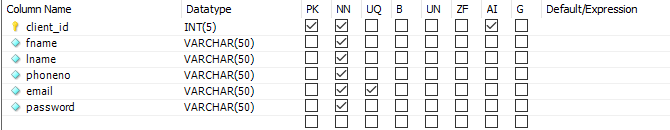 Column Name Datatype PK NN UQ B UN ZF AI G Default/Expression
client_id INT(5)
fname VARCHAR(50)
lname VARCHAR(50)
phoneno VARCHAR(50)
email VARCHAR(50)
password VARCHAR(50)